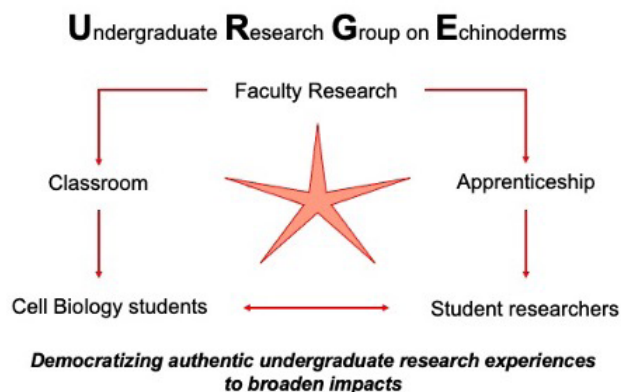 Undergraduate Research Group on Echinoderms
Faculty Research
Classroom
Apprenticeship
Cell Biology students
Student researchers
Democratizing authentic undergraduate research experiences
to broaden impacts